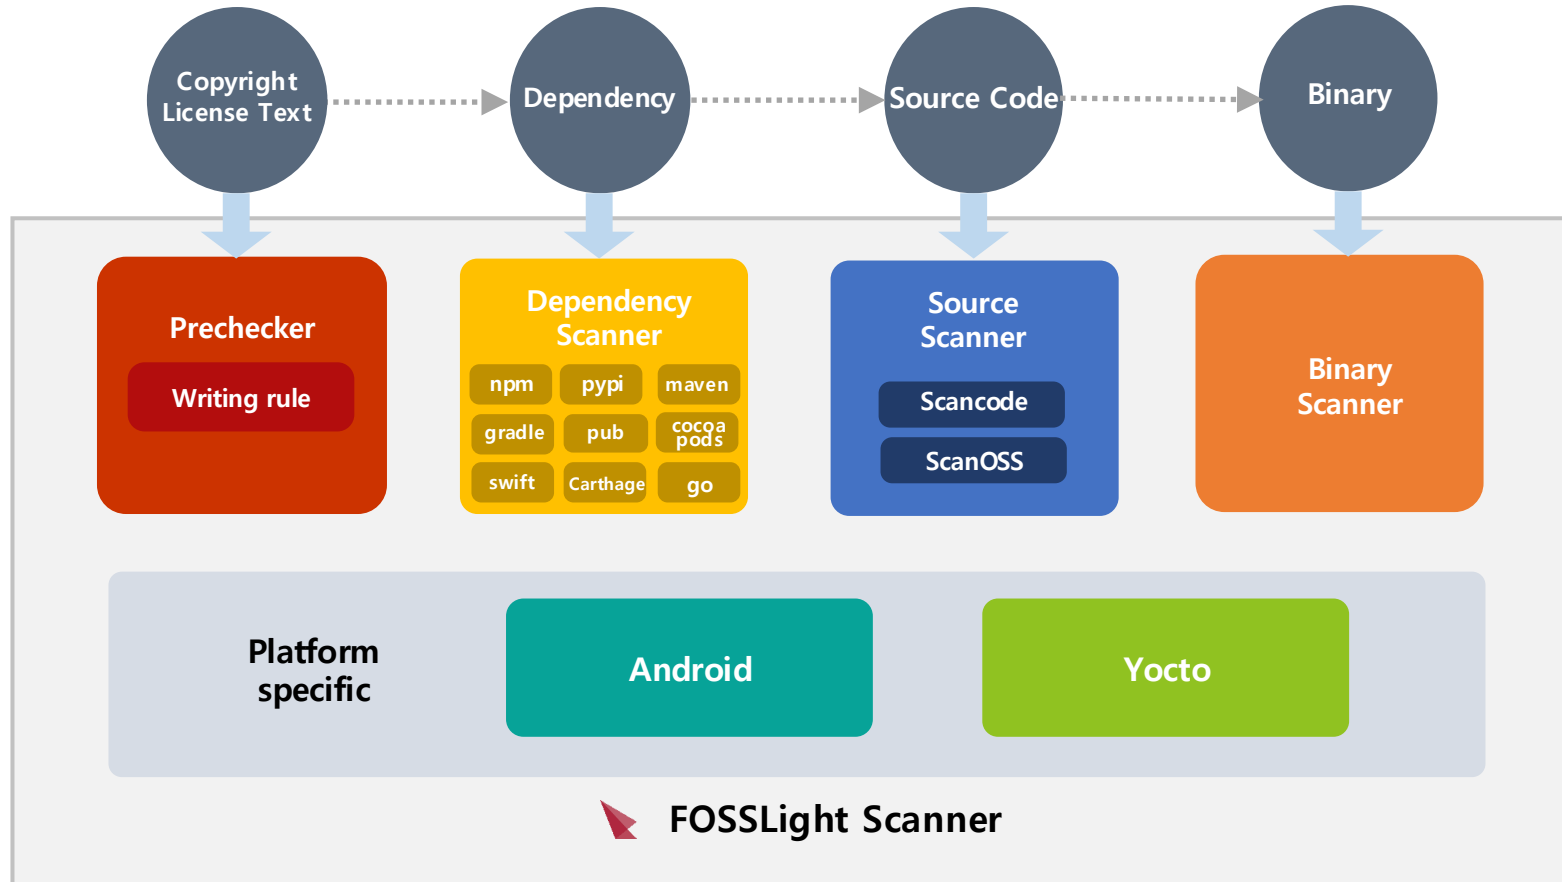 Copyright
License Text
Dependency
Source Code
Binary
Prechecker
Writing rule
Dependency
Scanner
npm
pypi
maven
gradle
pub
cocoa
pods
swift
Carthage
go
Source
Scanner
Scancode
ScanOSS
Binary
Scanner
Platform
specific
Android
Yocto
FOSSLight Scanner